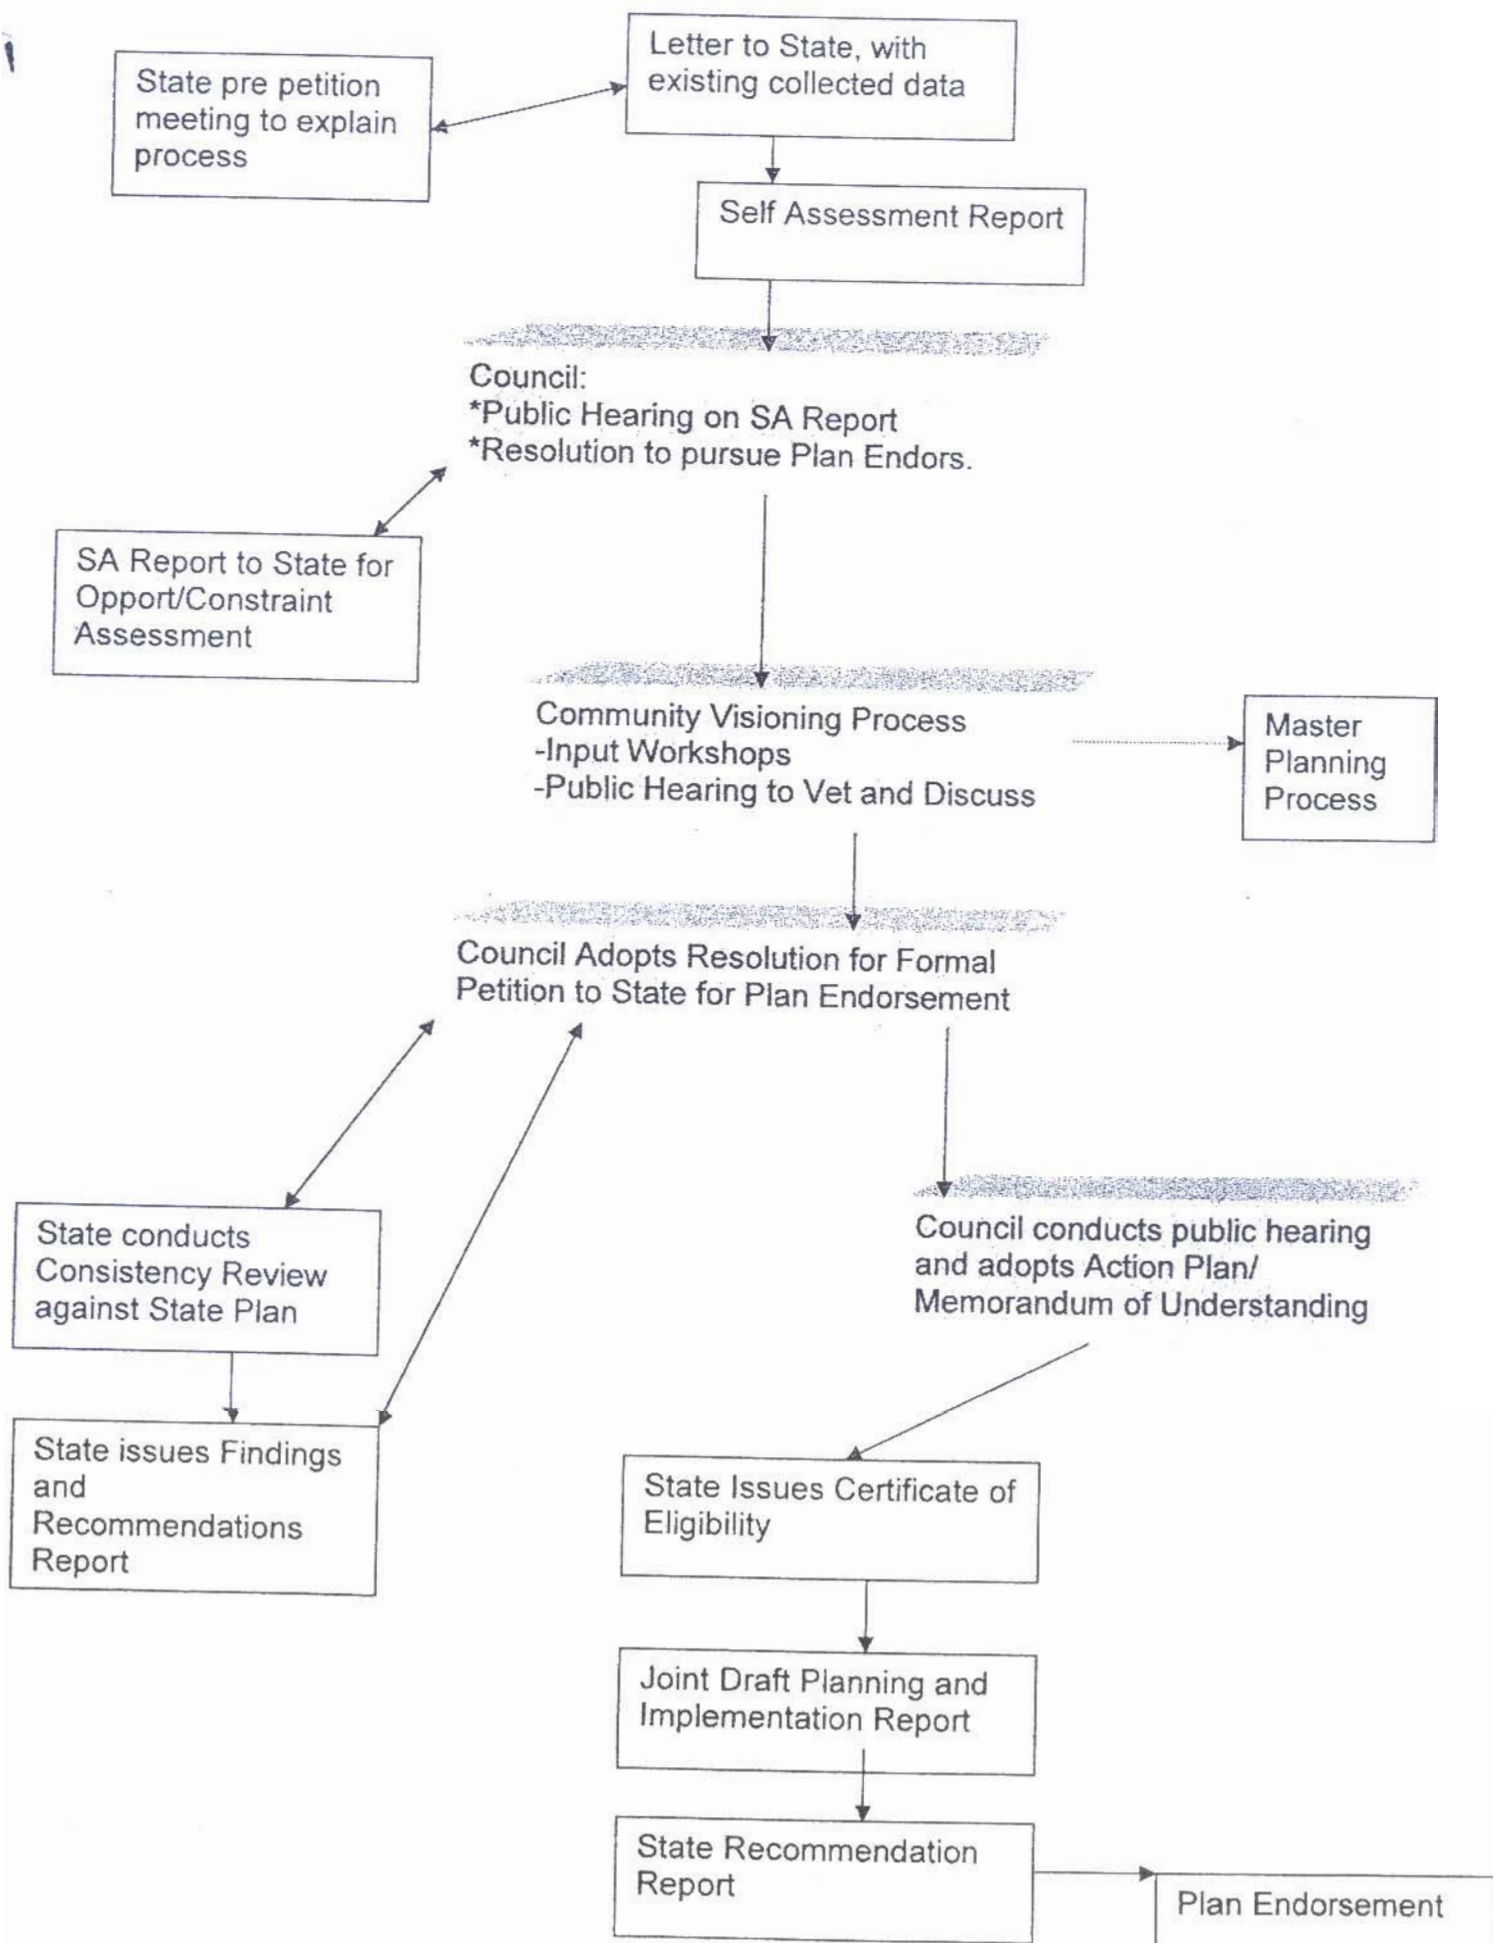 State pre petition
meeting to explain
process
Letter to State, with
existing collected data
Self Assessment Report
Council:
*Public Hearing on SA Report
*Resolution to pursue Plan Endors.
SA Report to State for
Opport/Constraint
Assessment
Community Visioning Process
-Input Workshops
-Public Hearing to Vet and Discuss
Master
Planning
Process
Council Adopts Resolution for Formal
Petition to State for Plan Endorsement
State conducts
Consistency Review
against State Plan
Council conducts public hearing
and adopts Action Plan/
Memorandum of Understanding
State issues Findings
and
Recommendations
Report
State Issues Certificate of
Eligibility
Joint Draft Planning and
Implementation Report
State Recommendation
Report
Plan Endorsement